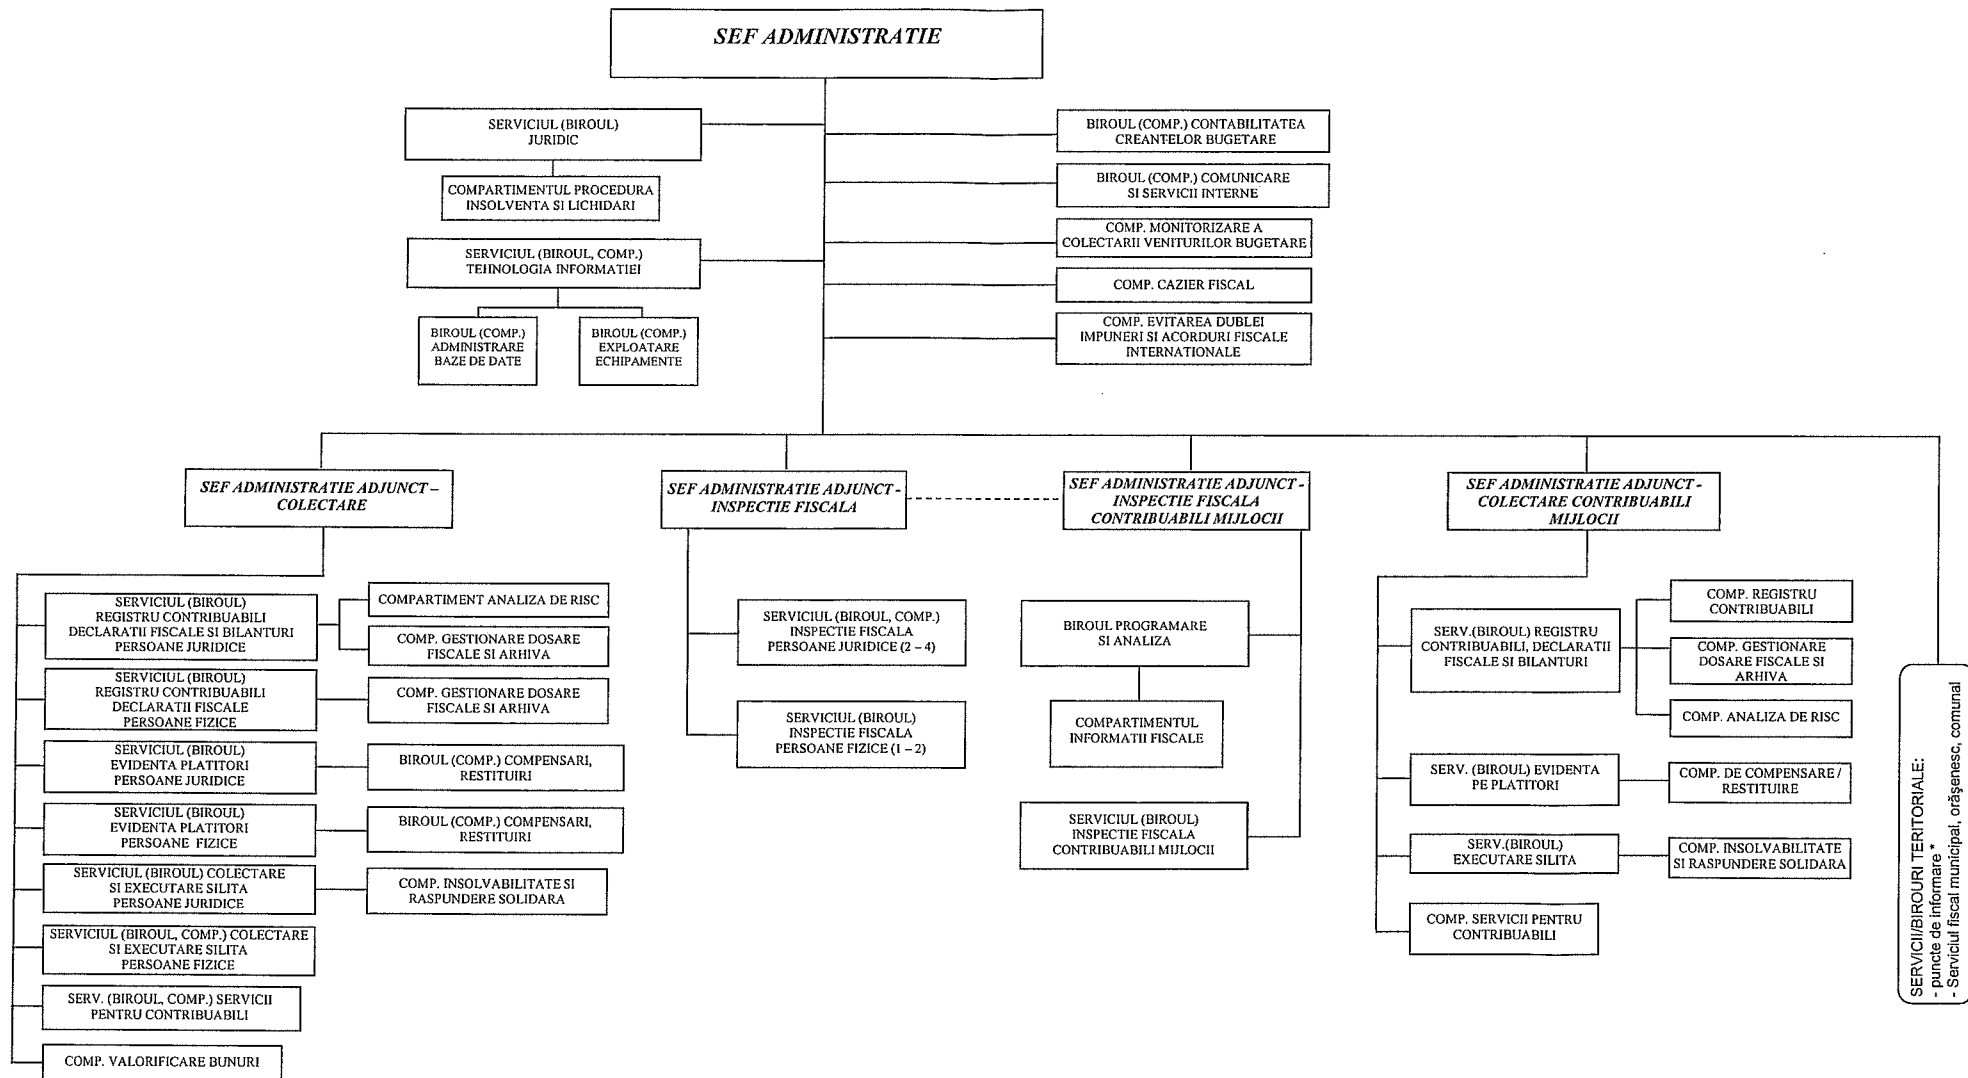 SEF ADMINISTRATIE
SERVICIUL (BIROUL)
JURIDIC
COMPARTIMENTUL PROCEDURA
INSOLVENTA SI LICHIDARI
SERVICIUL (BIROUL, COMP.)
TEHNOLOGIA INFORMATIEI
BIROUL (COMP.)
ADMINISTRARE
BAZE DE DATE
BIROUL (COMP.)
EXPLOATARE
ECHIPAMENTE
BIROUL (COMP.) CONTABILITATEA
CREANTELOR BUGETARE
BIROUL (COMP.) COMUNICARE
SI SERVICII INTERNE
COMP. MONITORIZARE A
COLECTARII VENITURILOR BUGETARE
COMP. CAZIER FISCAL
COMP. EVITAREA DUBLEI
IMPUNERI SI ACORDURI FISCALE
INTERNATIONALE
SEF ADMINISTRATIE ADJUNCT –
COLECTARE
SEF ADMINISTRATIE ADJUNCT -
INSPECTIE FISCALA
SEF ADMINISTRATIE ADJUNCT -
INSPECTIE FISCALA
CONTRIBUABILI MIJLOCII
SEF ADMINISTRATIE ADJUNCT -
COLECTARE CONTRIBUABILI
MIJLOCII
SERVICIUL (BIROUL)
REGISTRU CONTRIBUABILI
DECLARATII FISCALE SI BILANTURI
PERSOANE JURIDICE
COMPARTIMENT ANALIZA DE RISC
COMP. GESTIONARE DOSARE
FISCALE SI ARHIVA
SERVICIUL (BIROUL)
REGISTRU CONTRIBUABILI
DECLARATII FISCALE
PERSOANE FIZICE
COMP. GESTIONARE DOSARE
FISCALE SI ARHIVA
SERVICIUL (BIROUL)
EVIDENTA PLATITORI
PERSOANE JURIDICE
BIROUL (COMP.) COMPENSARI,
RESTITUIRI
SERVICIUL (BIROUL)
EVIDENTA PLATITORI
PERSOANE FIZICE
BIROUL (COMP.) COMPENSARI,
RESTITUIRI
SERVICIUL (BIROUL) COLECTARE
SI EXECUTARE SILITA
PERSOANE JURIDICE
COMP. INSOLVABILITATE SI
RASPUNDERE SOLIDARA
SERVICIUL (BIROUL, COMP.) COLECTARE
SI EXECUTARE SILITA
PERSOANE FIZICE
SERV. (BIROUL, COMP.) SERVICII
PENTRU CONTRIBUABILI
COMP. VALORIFICARE BUNURI
SERVICIUL (BIROUL, COMP.)
INSPECTIE FISCALA
PERSOANE JURIDICE (2 – 4)
SERVICIUL (BIROUL)
INSPECTIE FISCALA
PERSOANE FIZICE (1 – 2)
BIROUL PROGRAMARE
SI ANALIZA
COMPARTIMENTUL
INFORMATII FISCALE
SERVICIUL (BIROUL)
INSPECTIE FISCALA
CONTRIBUABILI MIJLOCII
SERV.(BIROUL) REGISTRU
CONTRIBUABILI, DECLARATII
FISCALE SI BILANTURI
COMP. REGISTRU
CONTRIBUABILI
COMP. GESTIONARE
DOSARE FISCALE SI
ARHIVA
COMP. ANALIZA DE RISC
SERV. (BIROUL) EVIDENTA
PE PLATITORI
COMP. DE COMPENSARE /
RESTITUIRE
SERV.(BIROUL)
EXECUTARE SILITA
COMP. INSOLVABILITATE
SI RASPUNDERE SOLIDARA
COMP. SERVICII PENTRU
CONTRIBUABILI
SERVICII/BIROURI TERITORIALE:
- puncte de informare *
- Serviciul fiscal municipal, orăşenesc, comunal